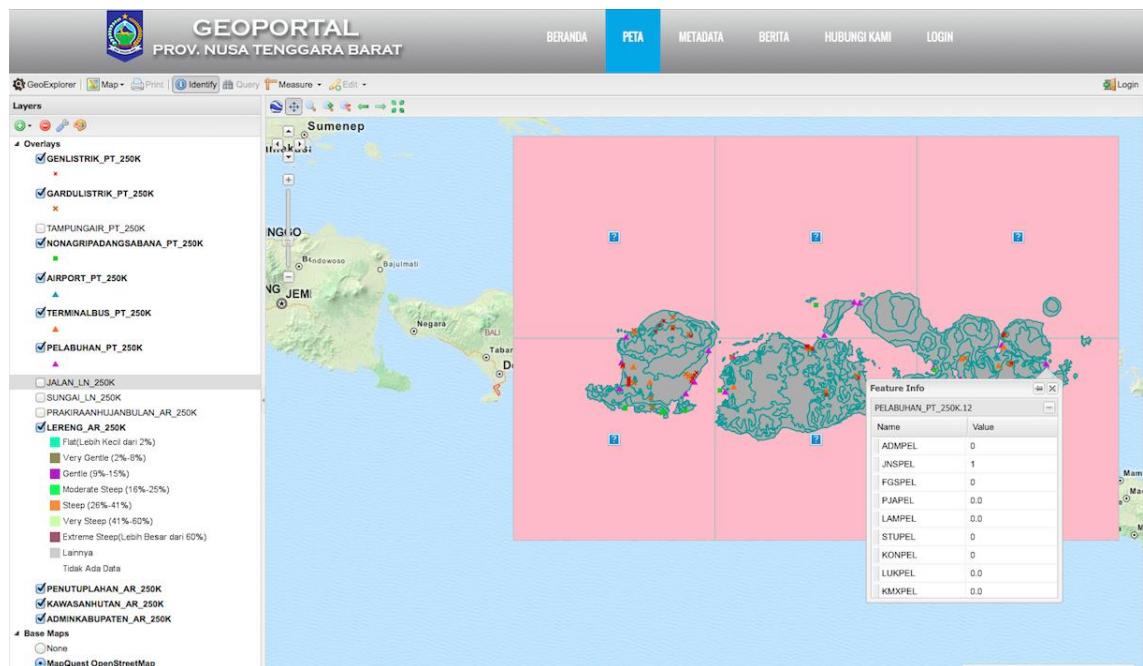 GEOPORTAL
PROV. NUSA TENGGARA BARAT
BERANDA PETA METADATA BERITA HUBUNGI KAMI LOGIN
GeoExplorer Map Print Identify Query Measure Edit Login
Layers
Overlays
GENLISTRIK_PT_250K
GARDULISTRIK_PT_250K
TAMPUNGAIR_PT_250K
NONAGRIPADANGSABANA_PT_250K
AIRPORT_PT_250K
TERMINALBUS_PT_250K
PELABUHAN_PT_250K
JALAN_LN_250K
SUNGAI_LN_250K
PRAKIRAANHUJANBULAN_AR_250K
LERENG_AR_250K
Flat(Lebih Kecil dari 2%)
Very Gentle (2%-8%)
Gentle (9%-15%)
Moderate Steep (16%-25%)
Steep (26%-41%)
Very Steep (41%-60%)
Extreme Steep(Lebih Besar dari 60%)
Lainnya
Tidak Ada Data
PENUTUPLAHAN_AR_250K
KAWASANHUTAN_AR_250K
ADMINKABUPATEN_AR_250K
Base Maps
None
MapQuest OpenStreetMap
Sumenep
NGGO
Bondowoso
Bajulmati
NG
JEM
Negara
BALI
Tabar
D
Feature Info
PELABUHAN_PT_250K.12
Name Value
ADMPEL 0
JNSPEL 1
FGSPEL 0
PJAPEL 0.0
LAMPEL 0.0
STUPEL 0
KONPEL 0
LUKPEL 0.0
KMXPEL 0.0
Mam
Ma